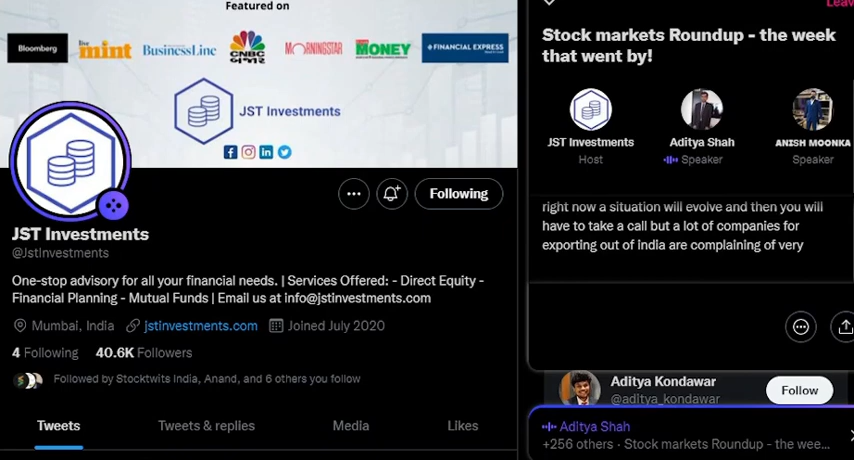 Featured on
Bloomberg
live
mint
BusinessLine
CNBC
બજાર
MORNINGSTAR
MONEY
FINANCIAL EXPRESS
JST Investments
Following
JST Investments
@JstInvestments
One-stop advisory for all your financial needs. | Services Offered: - Direct Equity -
Financial Planning - Mutual Funds | Email us at info@jstinvestments.com
Mumbai, India jstinvestments.com Joined July 2020
4 Following 40.6K Followers
Followed by Stocktwits India, Anand, and 6 others you follow
Tweets Tweets & replies Media Likes
Leav
Stock markets Roundup - the week
that went by!
JST Investments Aditya Shah ANISH MOONKA
Host Speaker Speaker
right now a situation will evolve and then you will
have to take a call but a lot of companies for
exporting out of india are complaining of very
Aditya Kondawar
@aditya_kondawar
Follow
Aditya Shah
+256 others · Stock markets Roundup - the wee...